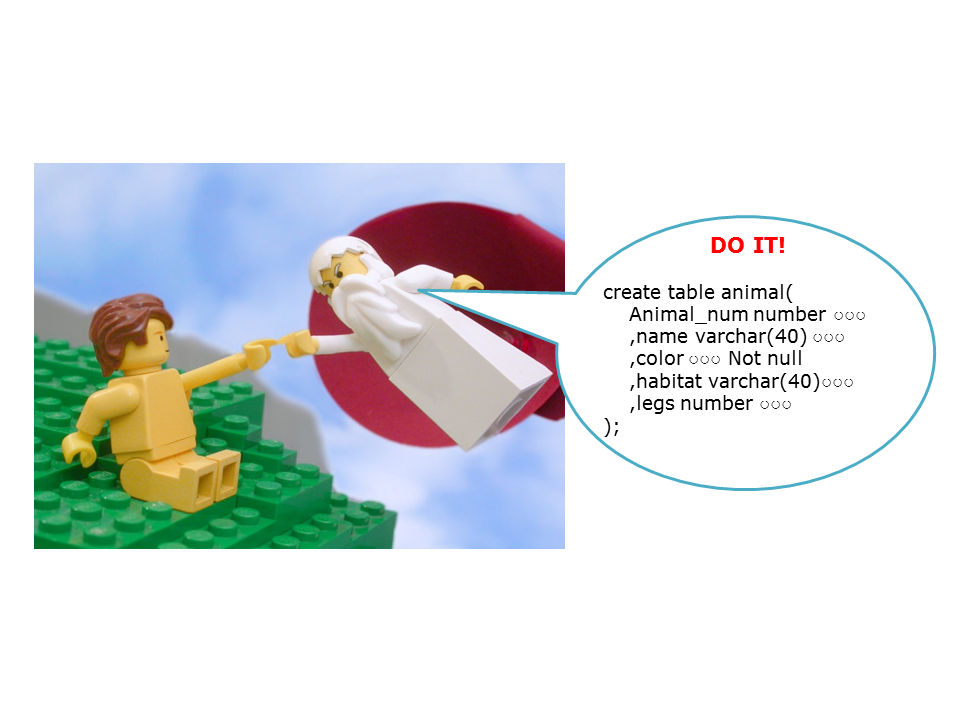 DO IT!
create table animal(
Animal_num number ○○○
,name varchar(40) ○○○
,color ○○○ Not null
,habitat varchar(40)○○○
,legs number ○○○
);